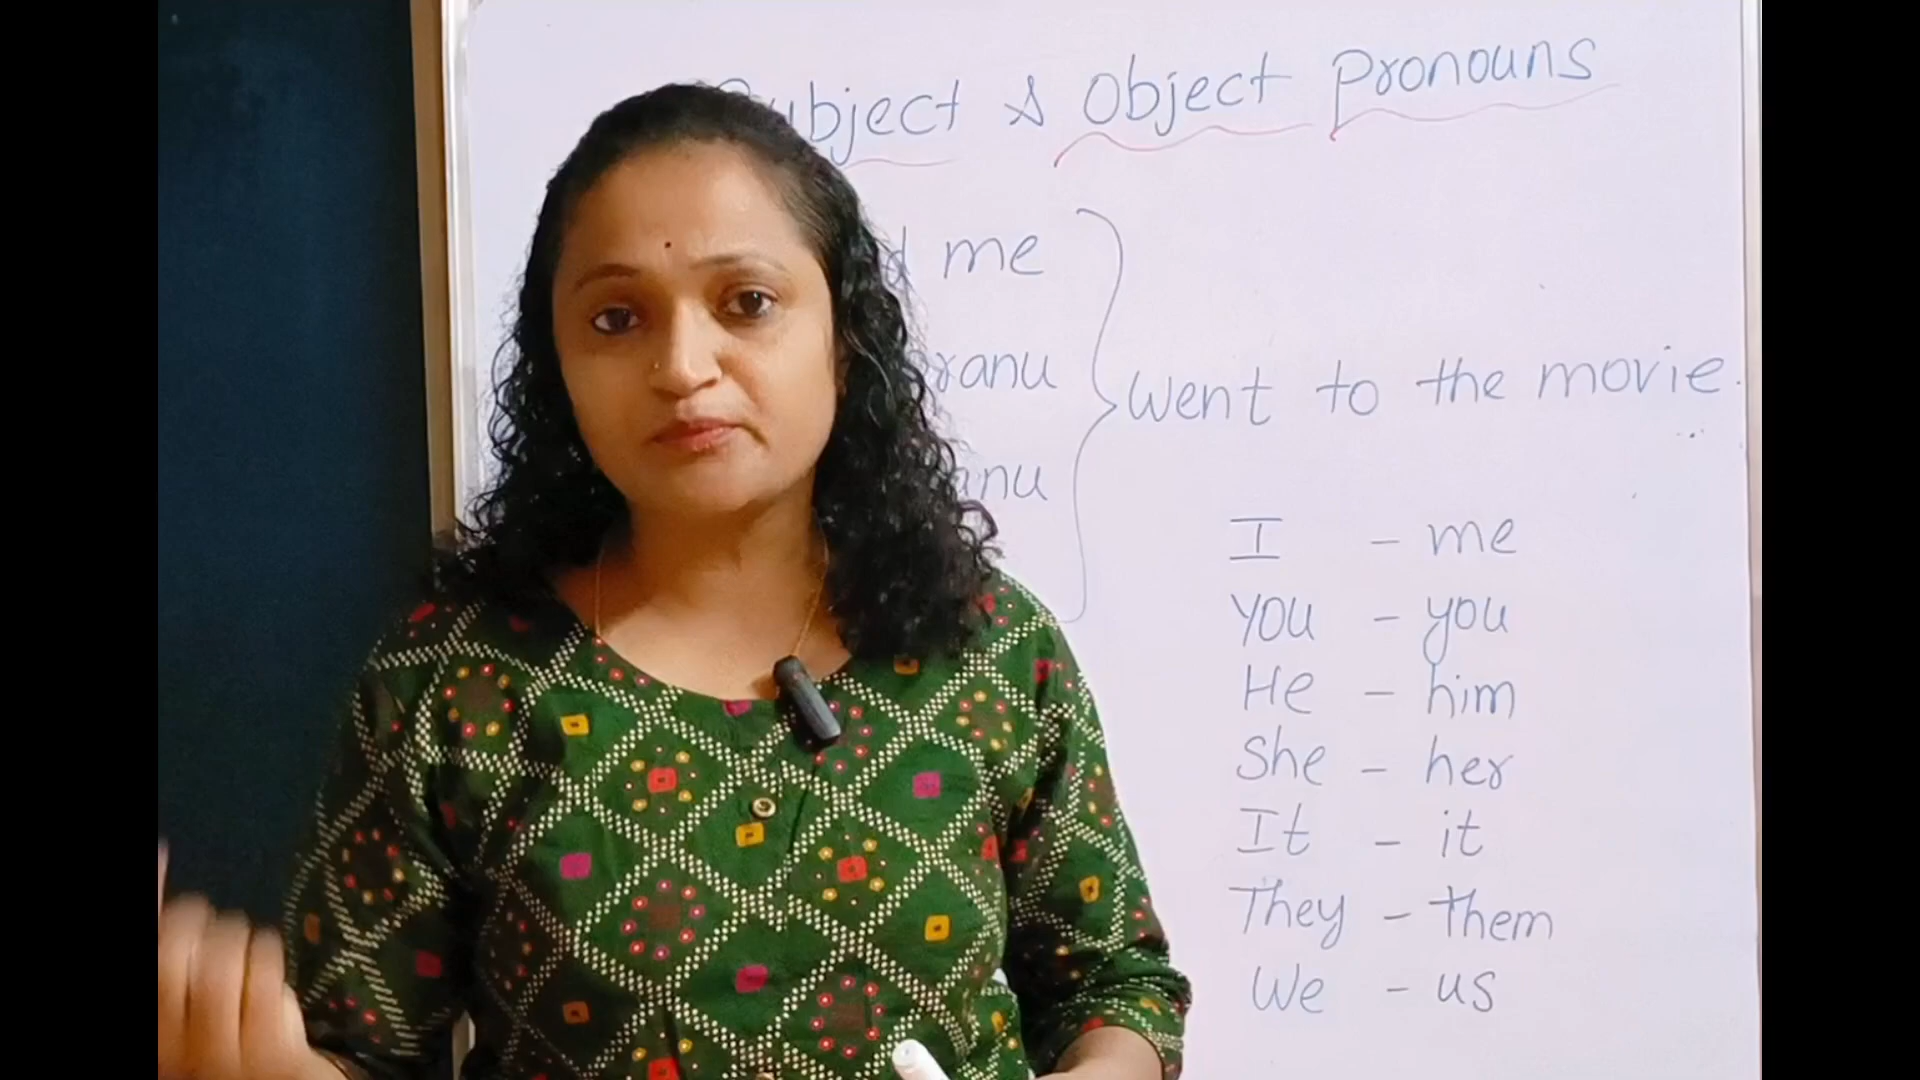 Subject & Object Pronouns
me
went to the movie.
I - me
You - you
He - him
She - her
It - it
They - them
We - us